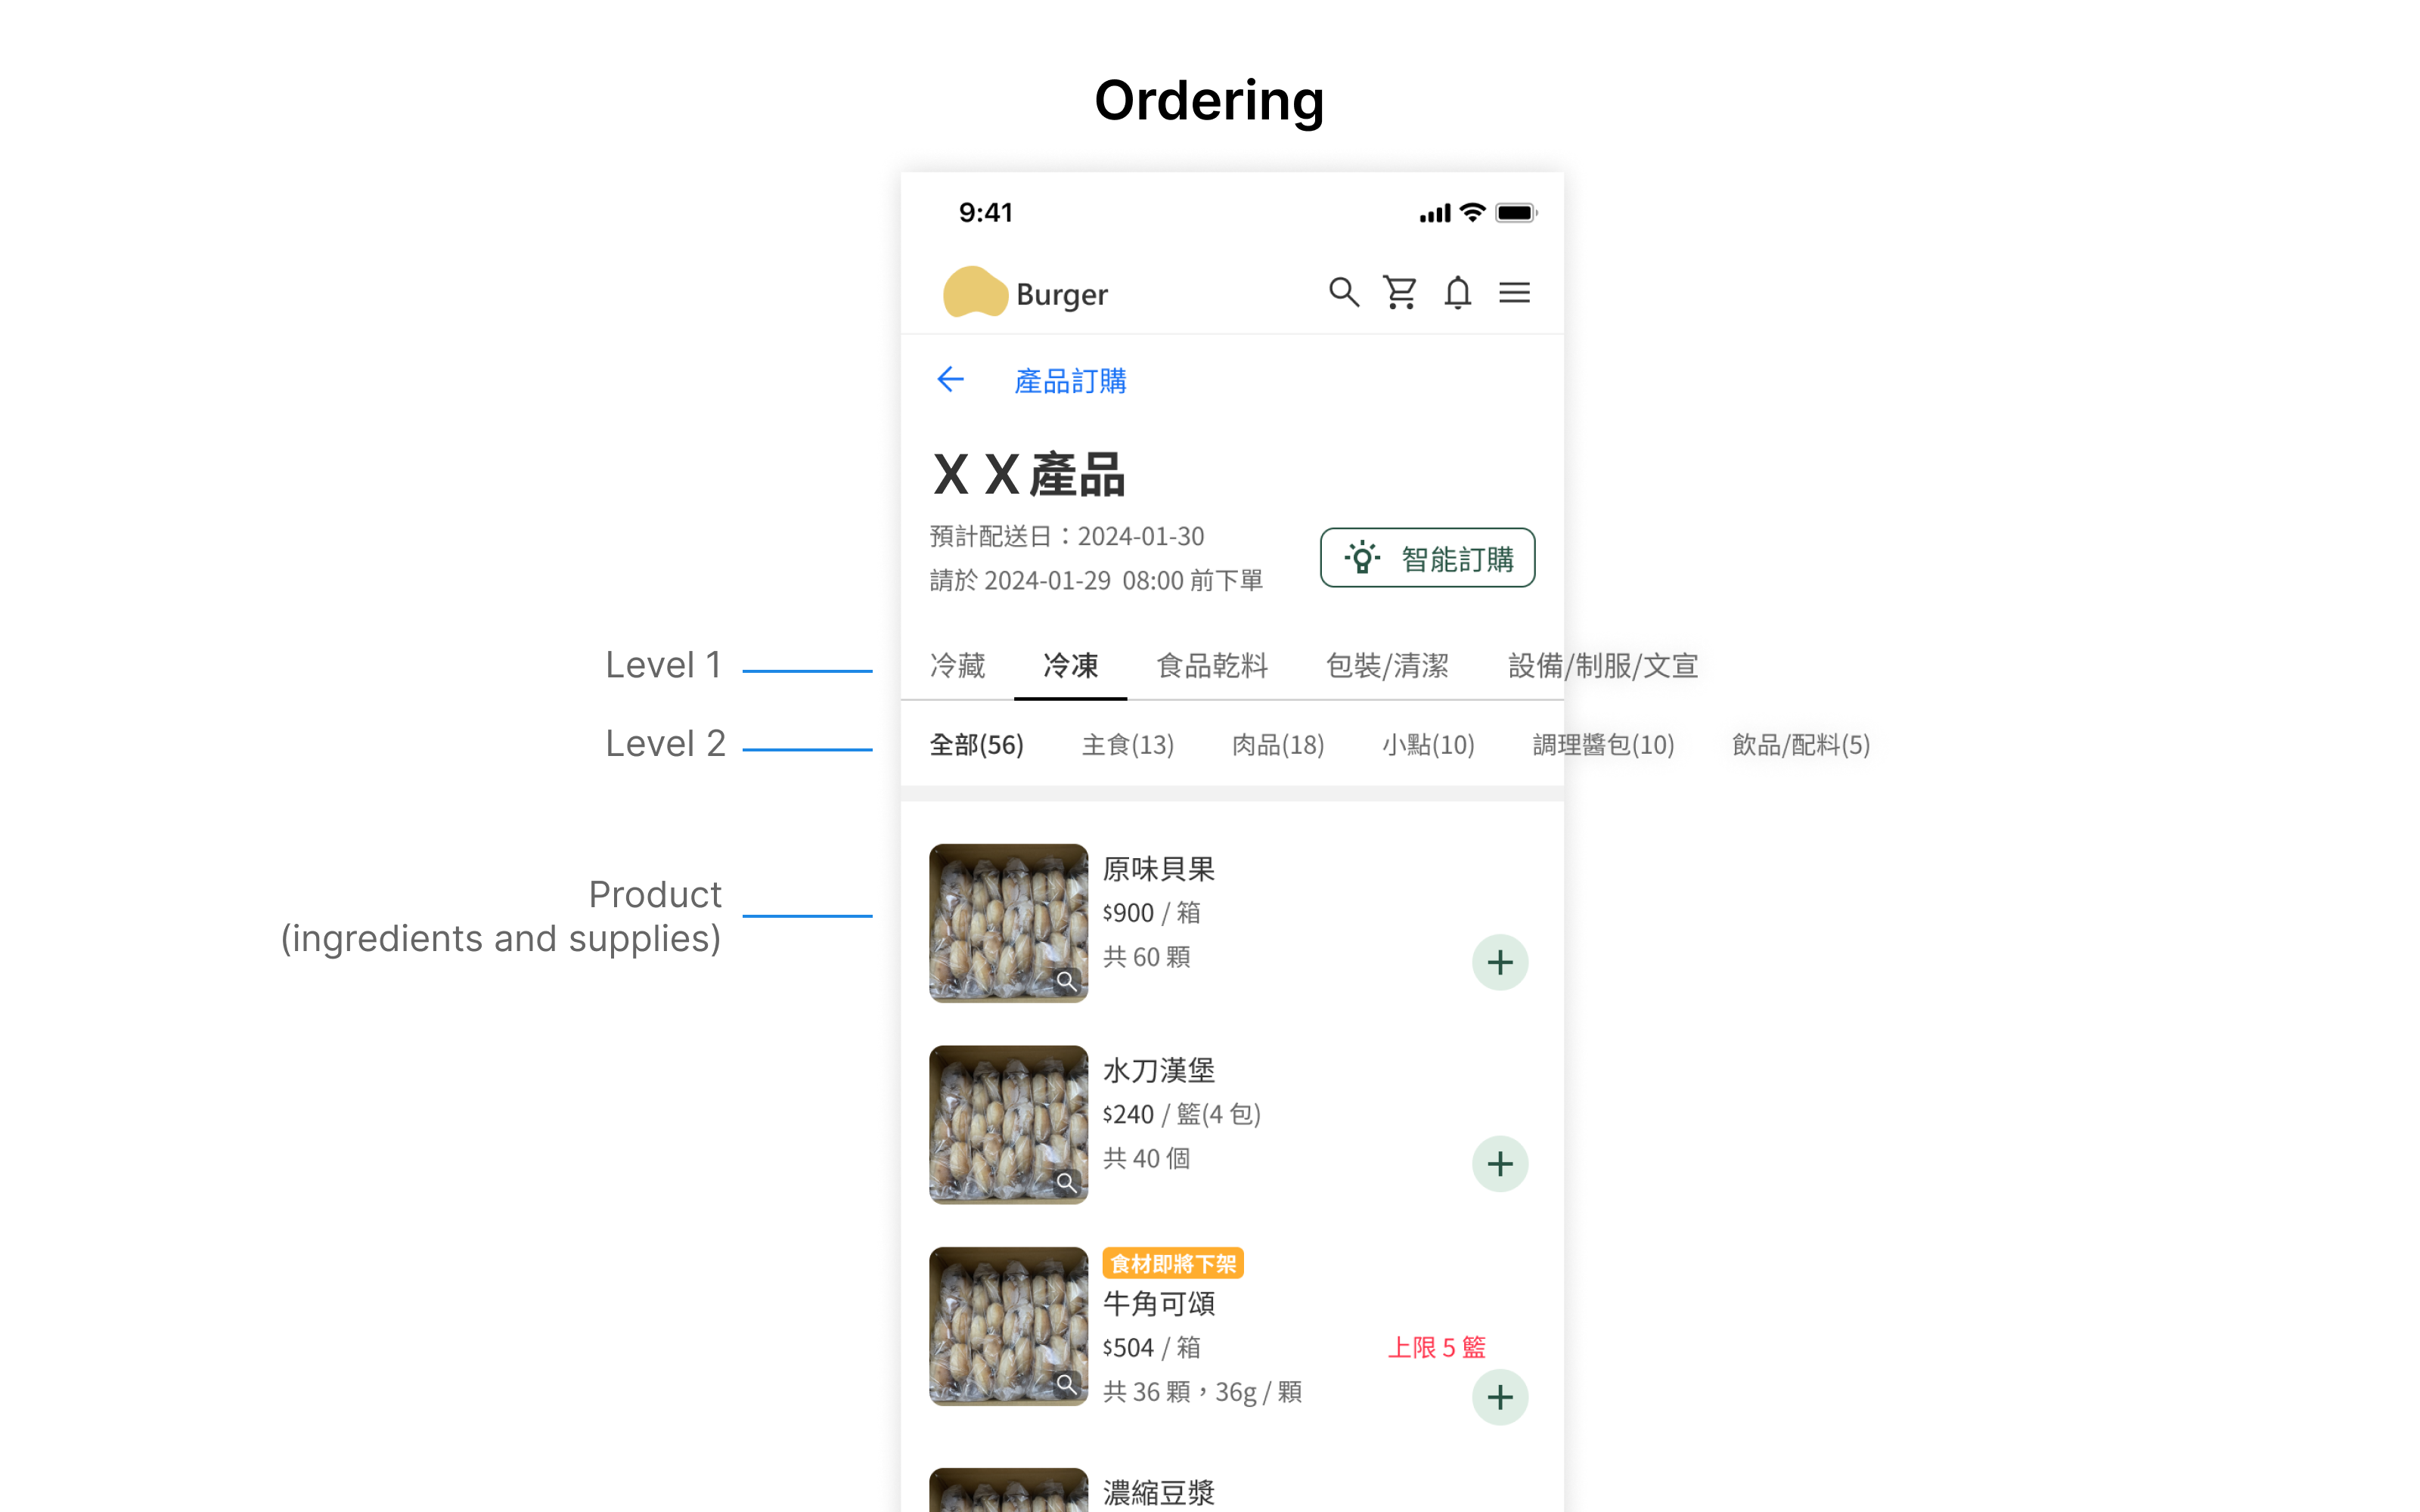 Ordering
9:41
Burger
產品訂購
X X 產品
預計配送日：2024-01-30
請於 2024-01-29 08:00 前下單
智能訂購
Level 1
冷藏 冷凍 食品乾料 包裝/清潔 設備/制服/文宣
Level 2
全部(56) 主食(13) 肉品(18) 小點(10) 調理醬包(10) 飲品/配料(5)
Product
(ingredients and supplies)
原味貝果
$900 / 箱
共 60 顆
水刀漢堡
$240 / 籃(4 包)
共 40 個
食材即將下架
牛角可頌
$504 / 箱
上限 5 籃
共 36 顆，36g / 顆
濃縮豆漿